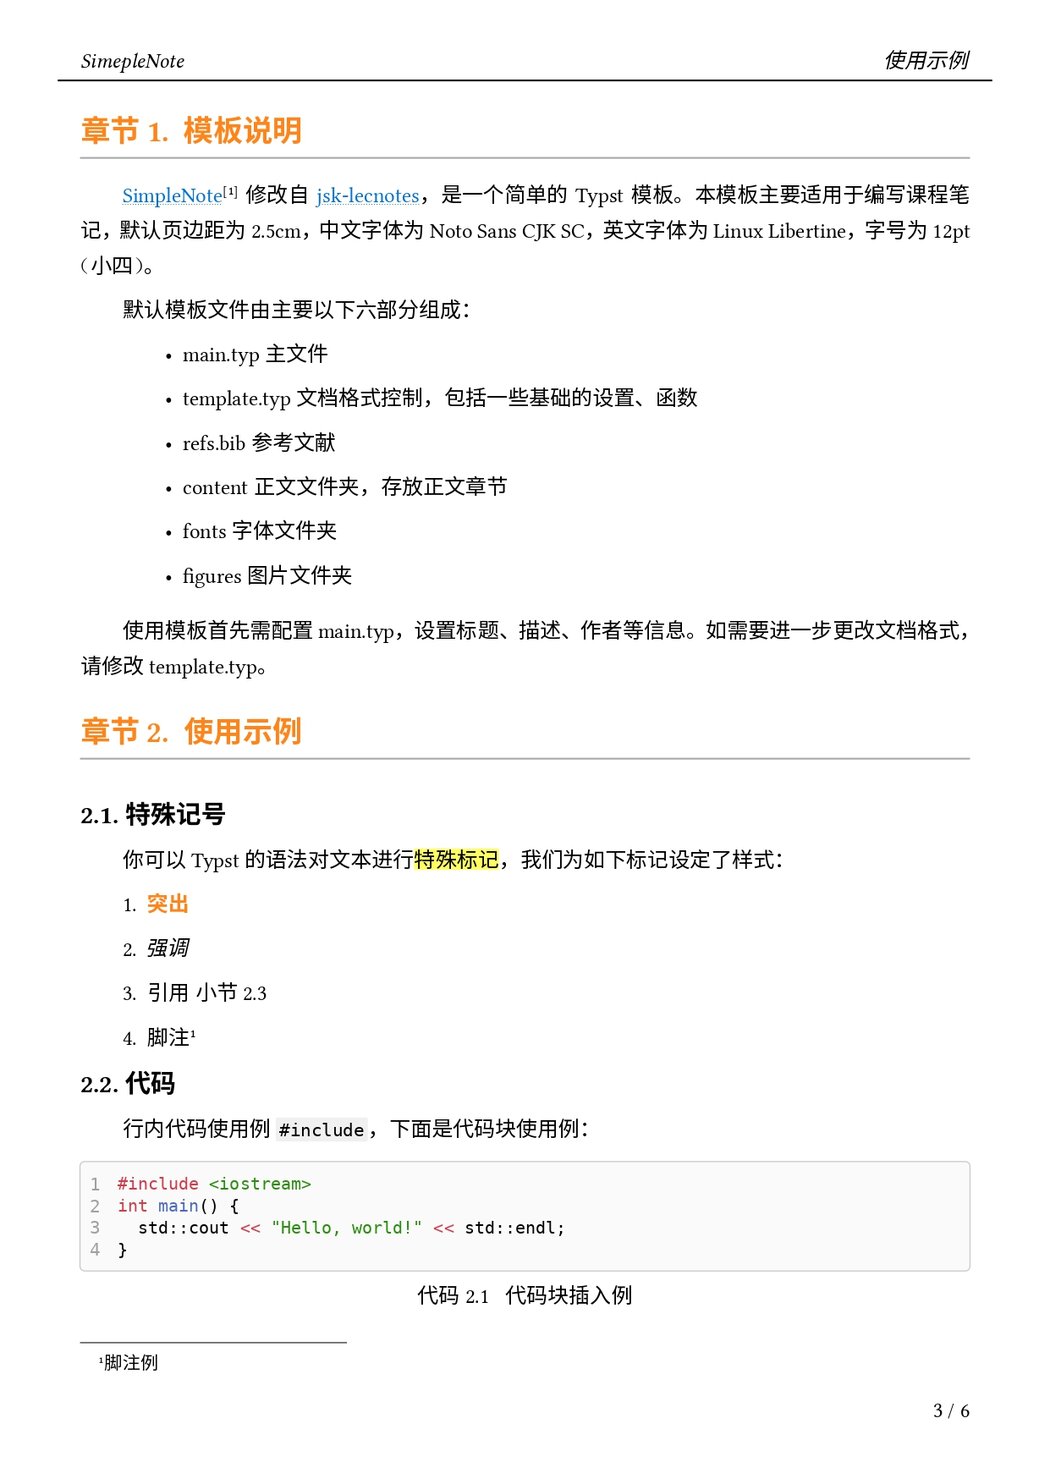 SimepleNote 使用示例
章节 1. 模板说明
SimpleNote[1] 修改自 jsk-lecnotes，是一个简单的 Typst 模板。本模板主要适用于编写课程笔
记，默认页边距为 2.5cm，中文字体为 Noto Sans CJK SC，英文字体为 Linux Libertine，字号为 12pt
（小四）。
默认模板文件由主要以下六部分组成：
• main.typ 主文件
• template.typ 文档格式控制，包括一些基础的设置、函数
• refs.bib 参考文献
• content 正文文件夹，存放正文章节
• fonts 字体文件夹
• figures 图片文件夹
使用模板首先需配置 main.typ，设置标题、描述、作者等信息。如需要进一步更改文档格式，
请修改 template.typ。
章节 2. 使用示例
2.1. 特殊记号
你可以 Typst 的语法对文本进行特殊标记，我们为如下标记设定了样式：
1. 突出
2. 强调
3. 引用 小节 2.3
4. 脚注¹
2.2. 代码
行内代码使用例 #include，下面是代码块使用例：
1 #include <iostream>
2 int main() {
3   std::cout << "Hello, world!" << std::endl;
4 }
代码 2.1 代码块插入例
¹脚注例
3 / 6